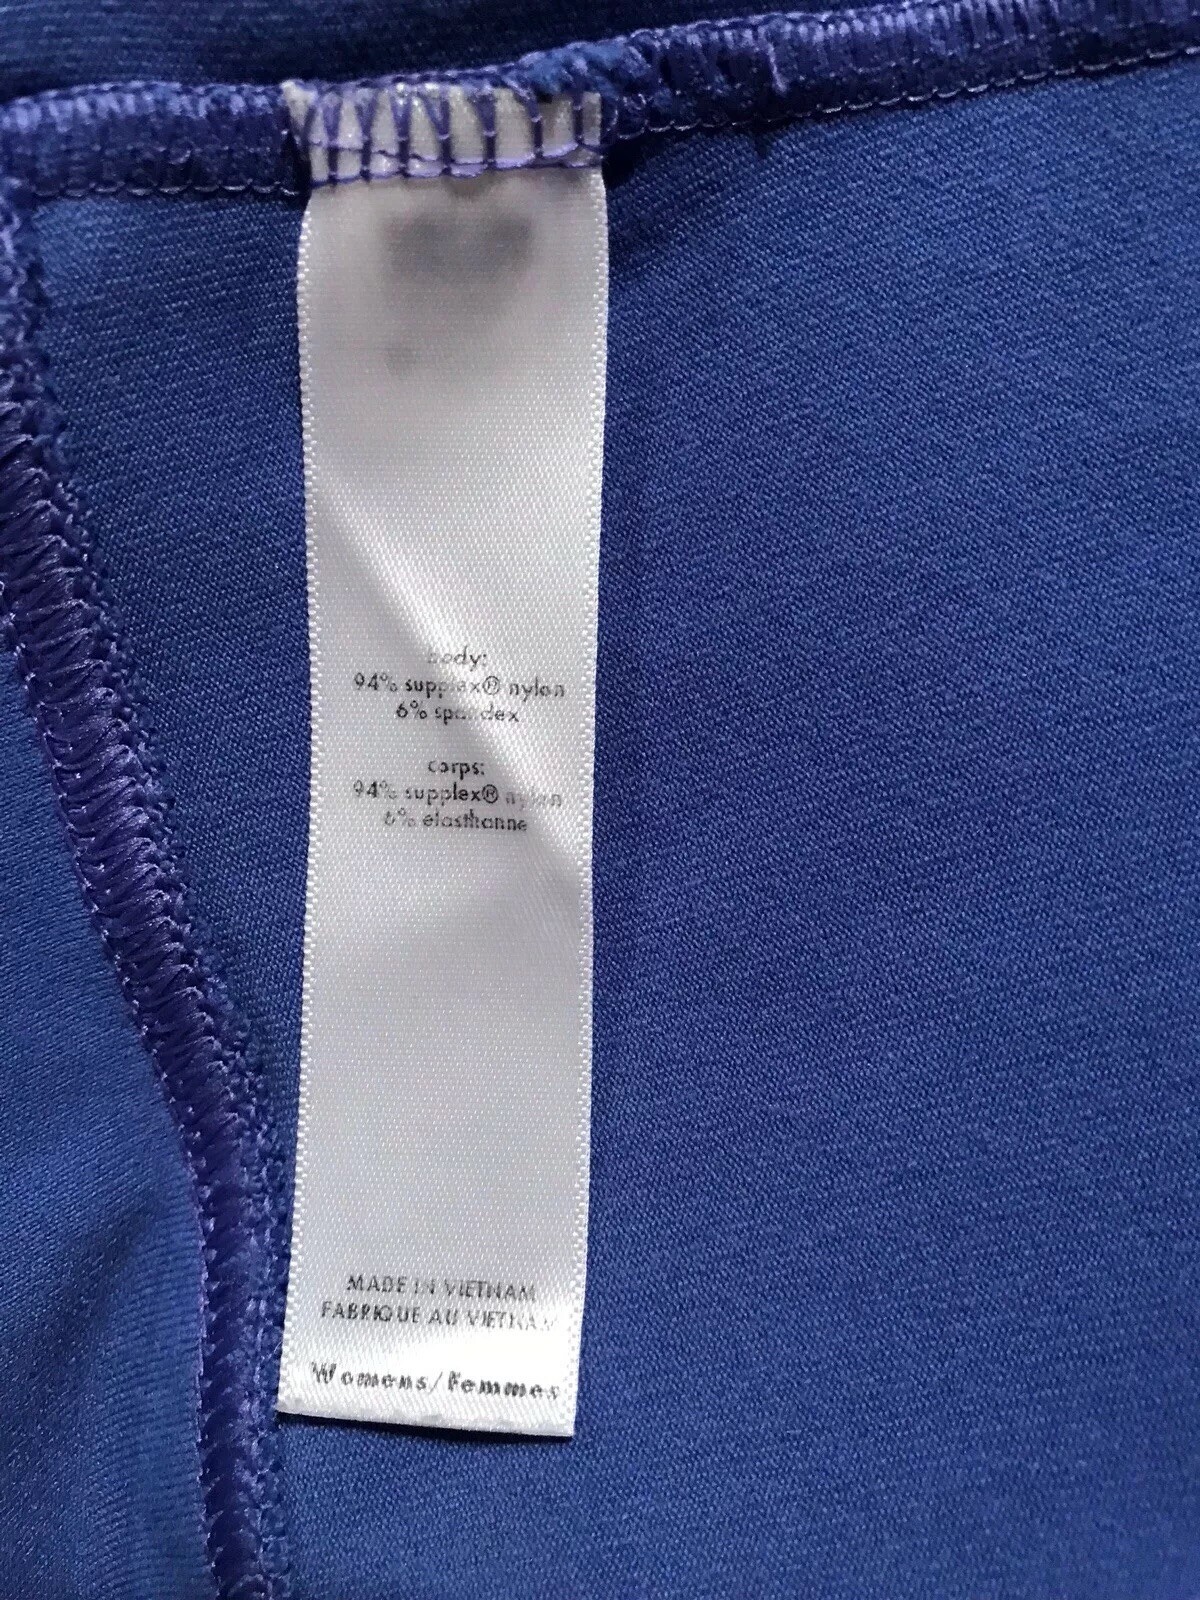 body:
94% supplex® nylon
6% spandex
corps:
94% supplex® nylon
6% elasthanne
MADE IN VIETNAM
FABRIQUE AU VIETNAM
Womens/Femmes